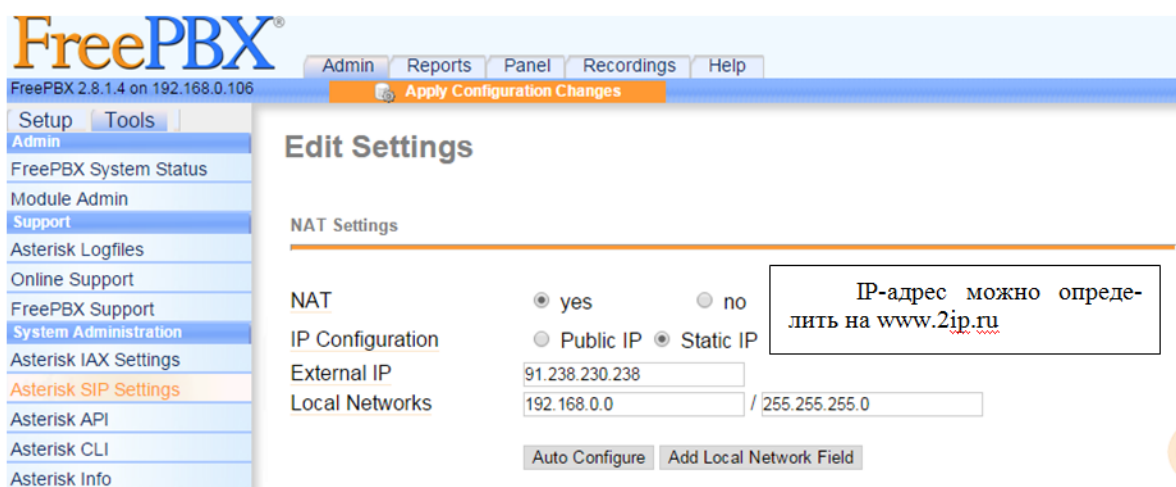 FreePBX®
Admin Reports Panel Recordings Help
FreePBX 2.8.1.4 on 192.168.0.106
Apply Configuration Changes
Setup Tools
Admin
FreePBX System Status
Module Admin
Support
Asterisk Logfiles
Online Support
FreePBX Support
System Administration
Asterisk IAX Settings
Asterisk SIP Settings
Asterisk API
Asterisk CLI
Asterisk Info
Edit Settings
NAT Settings
NAT yes no
IP Configuration Public IP Static IP
External IP 91.238.230.238
Local Networks 192.168.0.0 / 255.255.255.0
Auto Configure Add Local Network Field
IP-адрес можно опреде-
лить на www.2ip.ru